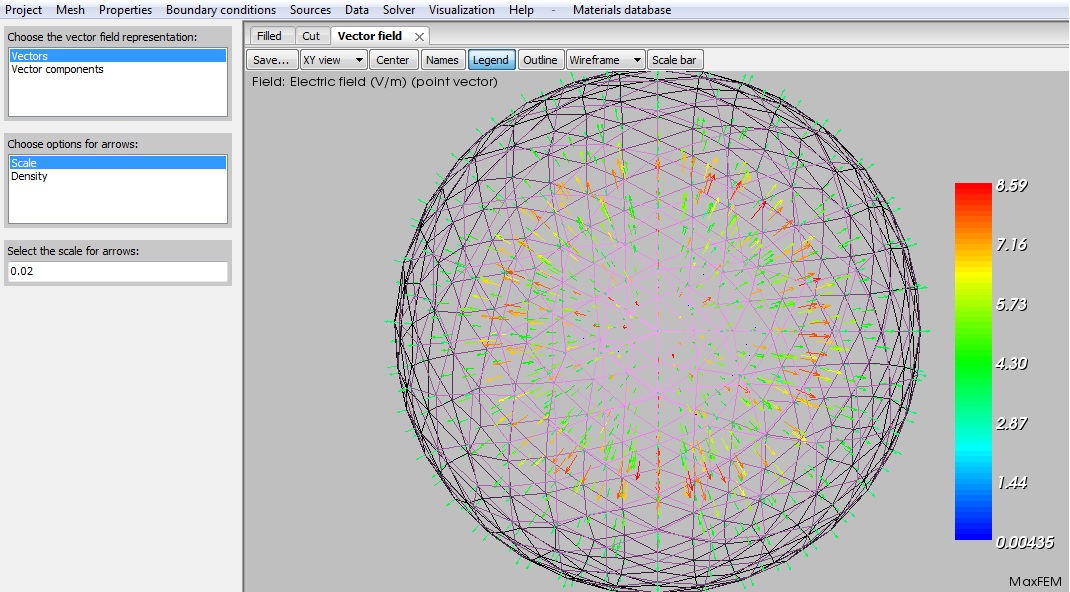 Project Mesh Properties Boundary conditions Sources Data Solver Visualization Help - Materials database
Choose the vector field representation:
Vectors
Vector components
Choose options for arrows:
Scale
Density
Select the scale for arrows:
0.02
Filled Cut Vector field
Save... XY view Center Names Legend Outline Wireframe Scale bar
Field: Electric field (V/m) (point vector)
8.59
7.16
5.73
4.30
2.87
1.44
0.00435
MaxFEM